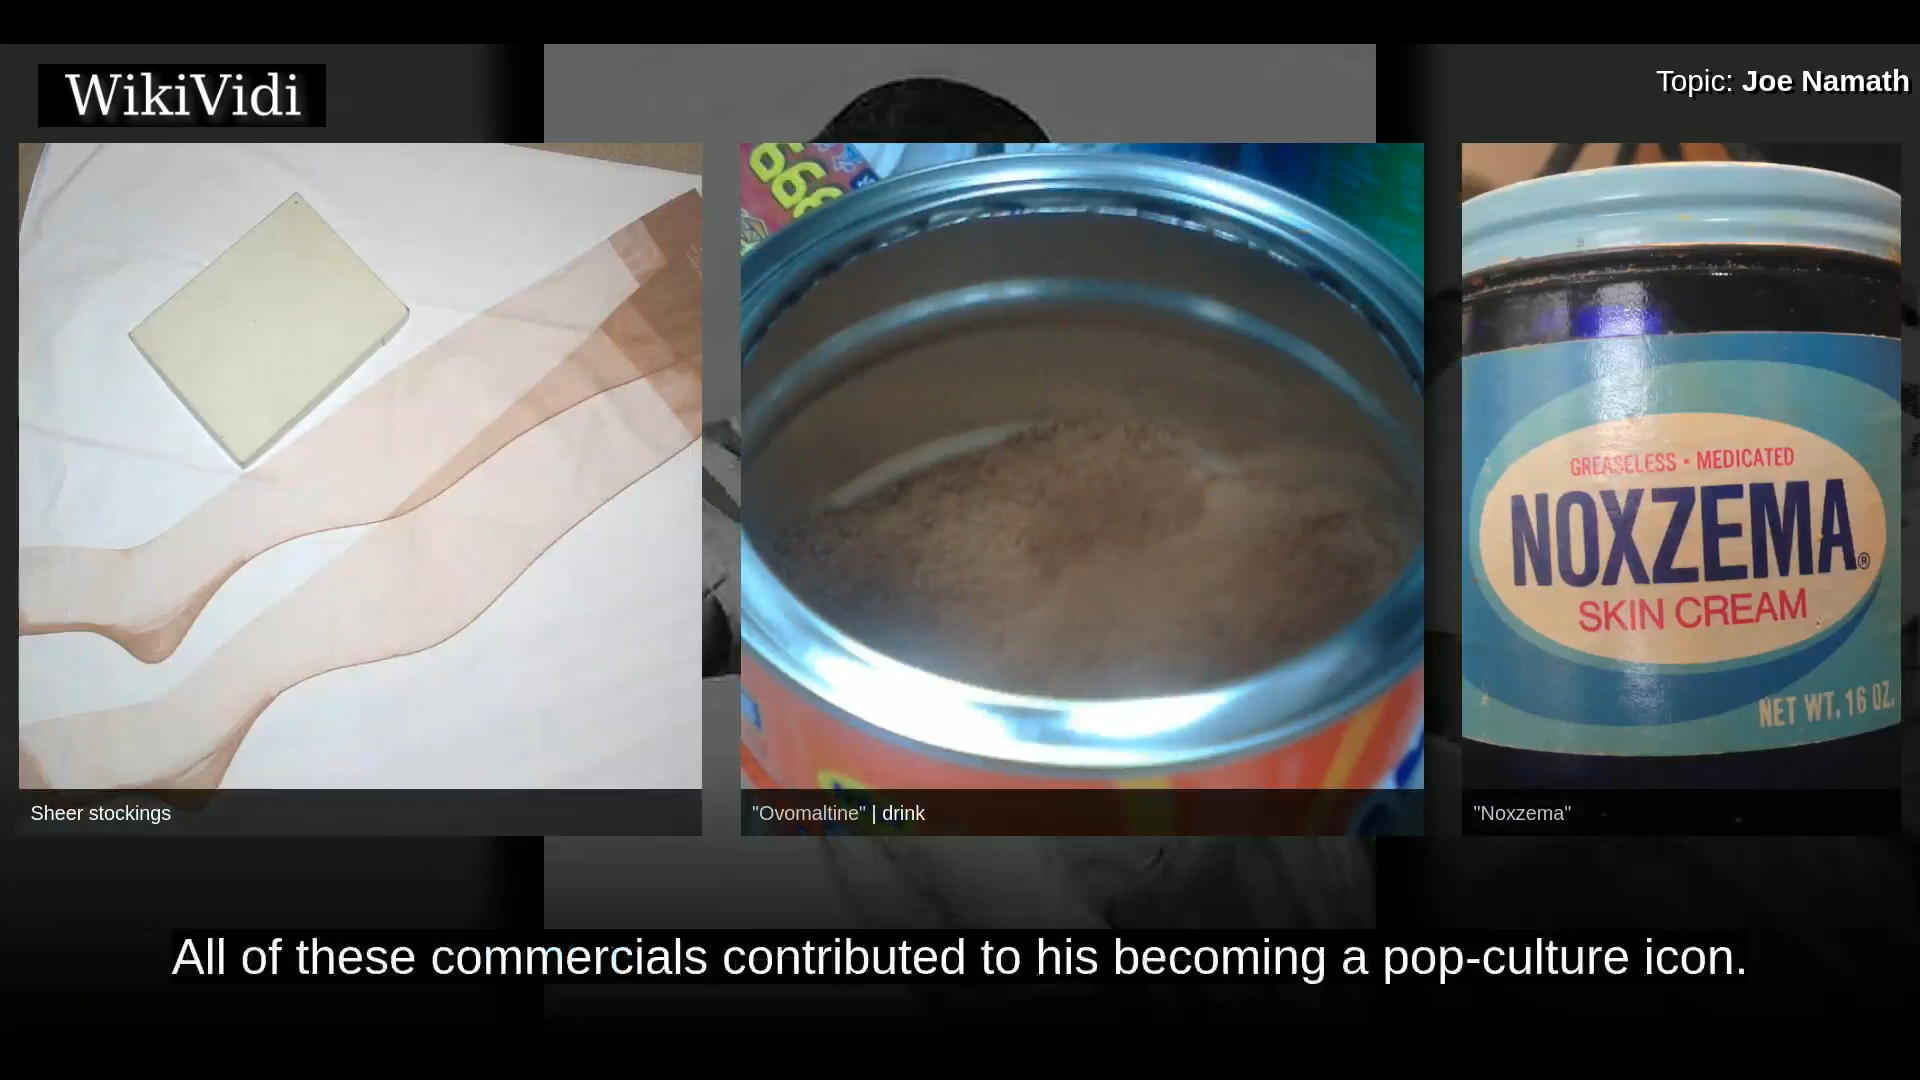 WikiVidi
Topic: Joe Namath
GREASELESS • MEDICATED
NOXZEMA®
SKIN CREAM
NET WT. 16 OZ.
Sheer stockings
"Ovomaltine" | drink
"Noxzema"
All of these commercials contributed to his becoming a pop-culture icon.